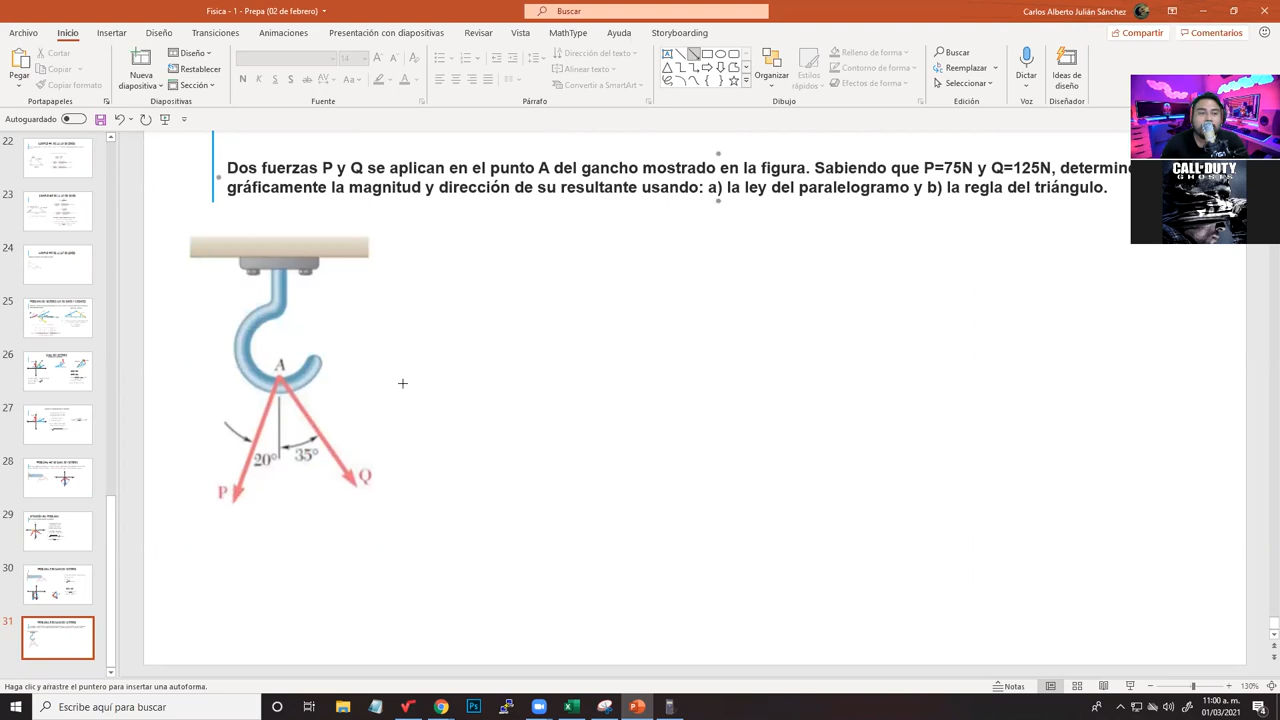 Fisica - 1 - Prepa (02 de febrero)
Buscar
Carlos Alberto Julián Sánchez
Archivo Inicio Insertar Diseño Transiciones Animaciones Presentación con diapositivas Revisar Vista MathType Ayuda Storyboarding
Compartir Comentarios
Pegar
Cortar
Copiar
Copiar formato
Portapapeles
Nueva diapositiva
Diseño
Restablecer
Sección
Diapositivas
14
N K S S AV Aa A
Fuente
Dirección del texto
Alinear texto
Convertir a SmartArt
Párrafo
Organizar
Estilos rápidos
Relleno de forma
Contorno de forma
Efectos de forma
Dibujo
Buscar
Reemplazar
Seleccionar
Edición
Dictar
Voz
Ideas de diseño
Diseñador
Autoguardado
CALL OF DUTY
GHOSTS
22
24
25
26
27
28
29
30
31
Dos fuerzas P y Q se aplican en el punto A del gancho mostrado en la figura. Sabiendo que P=75N y Q=125N, determine
gráficamente la magnitud y dirección de su resultante usando: a) la ley del paralelogramo y b) la regla del triángulo.
A
20° 35°
P Q
Haga clic y arrastre el puntero para insertar una autoforma.
Notas
130%
Escribe aquí para buscar
11:00 a. m.
01/03/2021